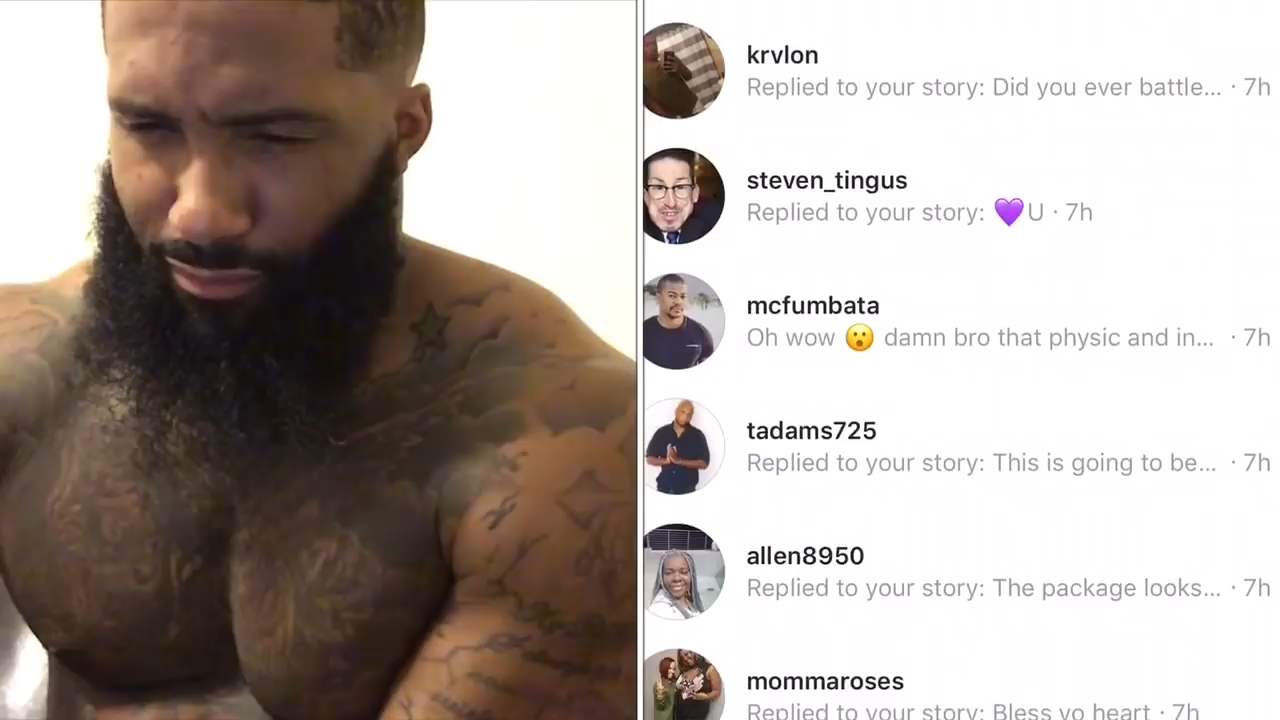 krvlon
Replied to your story: Did you ever battle... · 7h
steven_tingus
Replied to your story: 💜U · 7h
mcfumbata
Oh wow 😮 damn bro that physic and in... · 7h
tadams725
Replied to your story: This is going to be... · 7h
allen8950
Replied to your story: The package looks... · 7h
mommaroses
Replied to your story: Bless yo heart · 7h